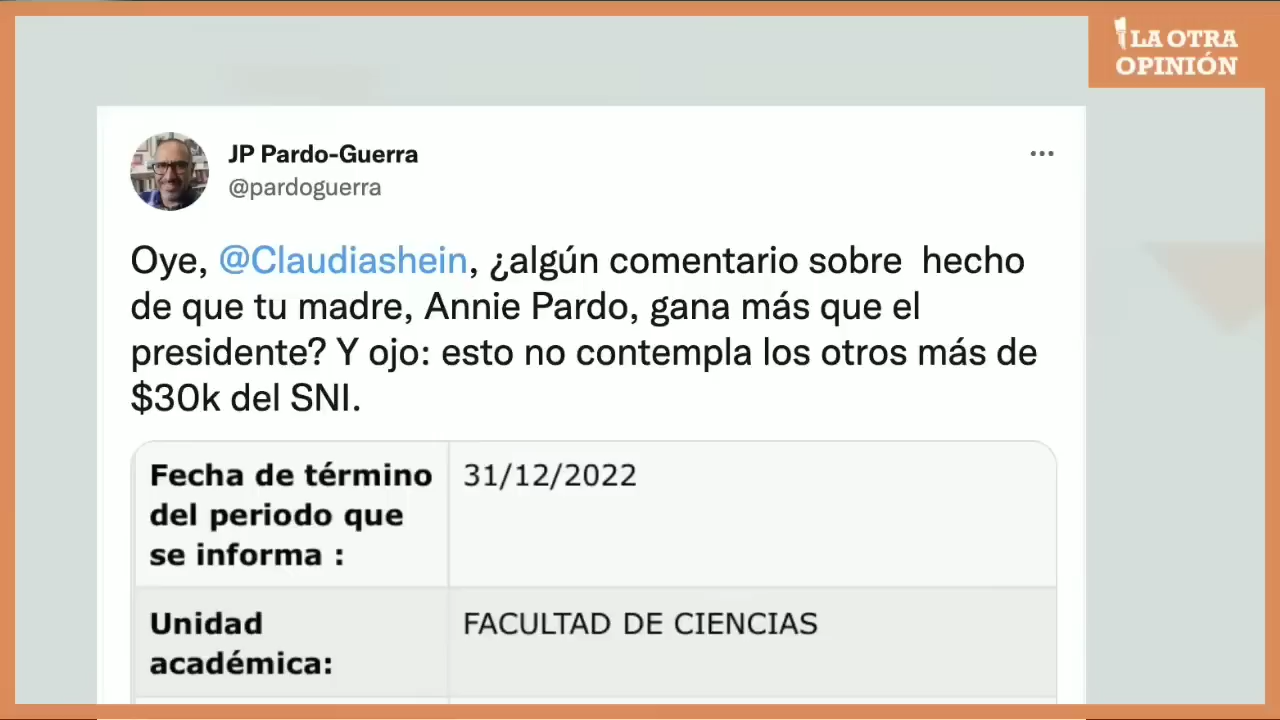 LA OTRA
OPINIÓN
JP Pardo-Guerra
@pardoguerra
Oye, @Claudiashein, ¿algún comentario sobre hecho
de que tu madre, Annie Pardo, gana más que el
presidente? Y ojo: esto no contempla los otros más de
$30k del SNI.
Fecha de término
del periodo que
se informa :
31/12/2022
Unidad
académica:
FACULTAD DE CIENCIAS